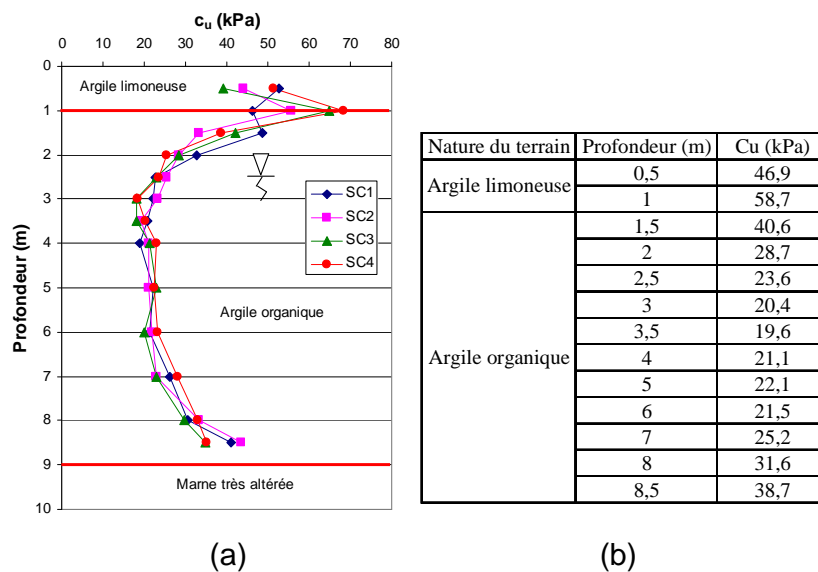 cu (kPa)
0 10 20 30 40 50 60 70 80
0
1
2
3
4
5
6
7
8
9
10
Profondeur (m)
Argile limoneuse
SC1
SC2
SC3
SC4
Argile organique
Marne très altérée
(a)
Nature du terrain Profondeur (m) Cu (kPa)
Argile limoneuse
0,5 46,9
1 58,7
Argile organique
1,5 40,6
2 28,7
2,5 23,6
3 20,4
3,5 19,6
4 21,1
5 22,1
6 21,5
7 25,2
8 31,6
8,5 38,7
(b)